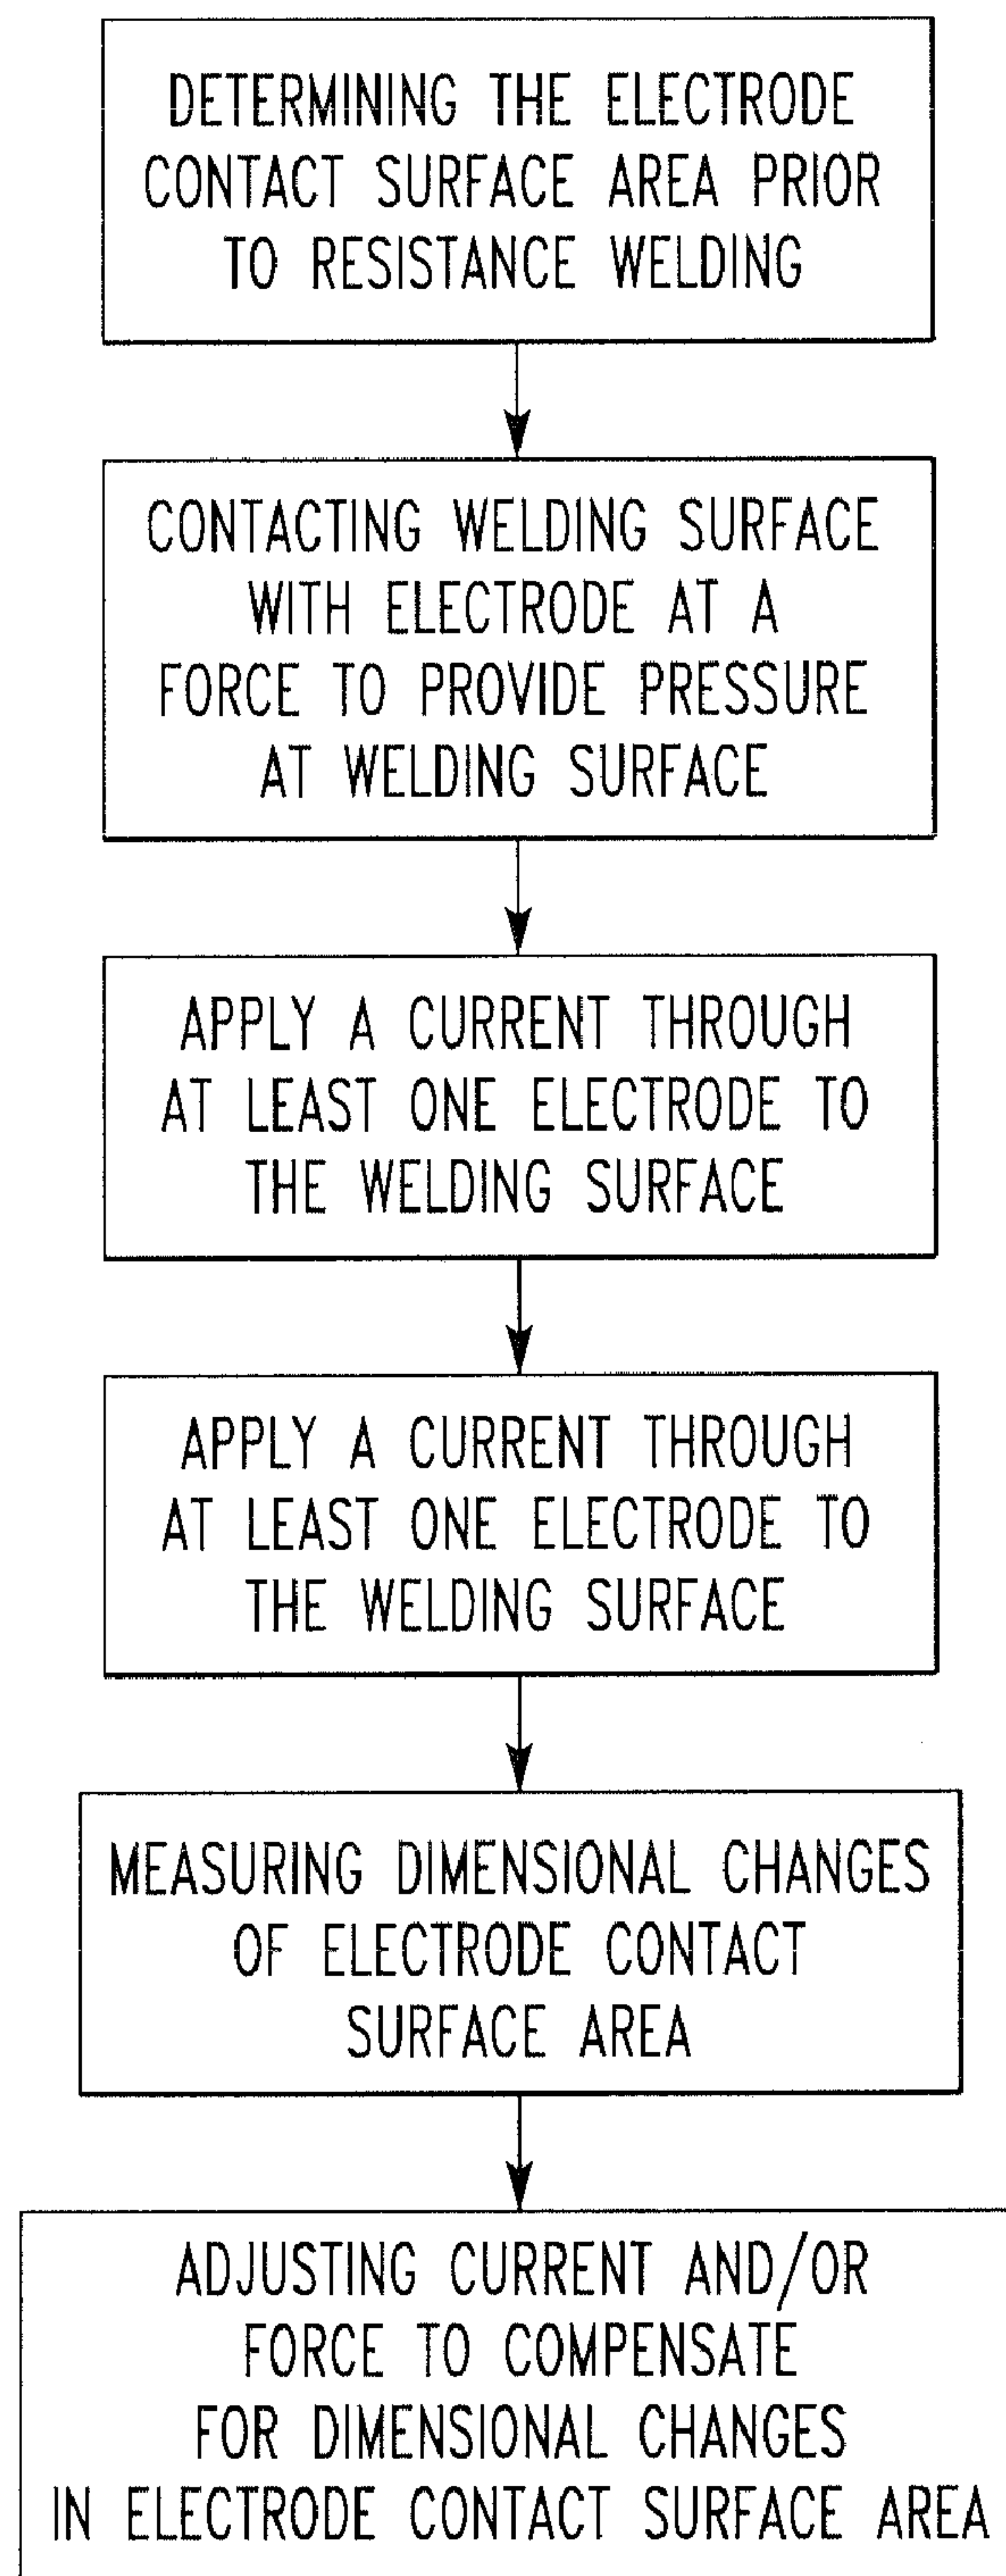 DETERMINING THE ELECTRODE
CONTACT SURFACE AREA PRIOR
TO RESISTANCE WELDING
CONTACTING WELDING SURFACE
WITH ELECTRODE AT A
FORCE TO PROVIDE PRESSURE
AT WELDING SURFACE
APPLY A CURRENT THROUGH
AT LEAST ONE ELECTRODE TO
THE WELDING SURFACE
APPLY A CURRENT THROUGH
AT LEAST ONE ELECTRODE TO
THE WELDING SURFACE
MEASURING DIMENSIONAL CHANGES
OF ELECTRODE CONTACT
SURFACE AREA
ADJUSTING CURRENT AND/OR
FORCE TO COMPENSATE
FOR DIMENSIONAL CHANGES
IN ELECTRODE CONTACT SURFACE AREA